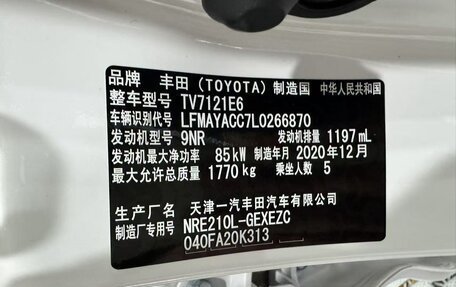 品牌 丰田(TOYOTA) 制造国 中华人民共和国
整车型号 TV7121E6
车辆识别代号 LFMAYACC7L0266870
发动机型号 9NR 发动机排量 1197mL
发动机最大净功率 85kW 制造年月 2020年12月
最大允许总质量 1770kg 乘坐人数 5
生产厂名 天津一汽丰田汽车有限公司
制造厂专用号 NRE210L-GEXEZC
040FA20K313